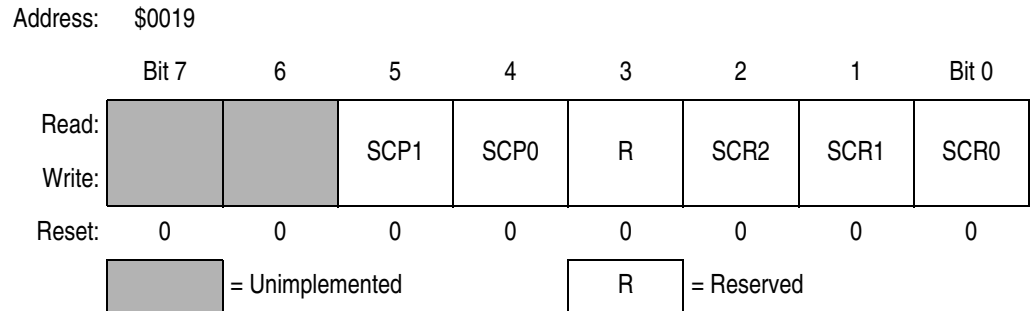 Address: $0019
Bit 7 6 5 4 3 2 1 Bit 0
Read:
SCP1 SCP0 R SCR2 SCR1 SCR0
Write:
Reset: 0 0 0 0 0 0 0 0
= Unimplemented R = Reserved